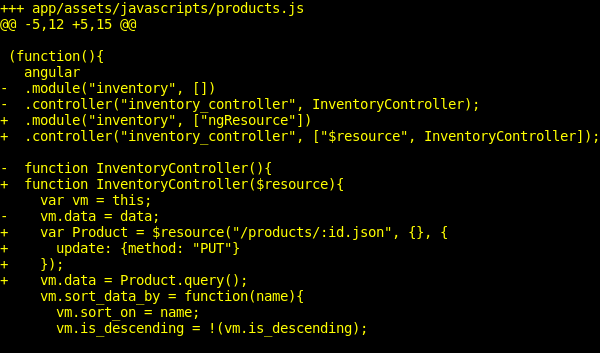 +++ app/assets/javascripts/products.js
@@ -5,12 +5,15 @@
 (function(){
   angular
-  .module("inventory", [])
-  .controller("inventory_controller", InventoryController);
+  .module("inventory", ["ngResource"])
+  .controller("inventory_controller", ["$resource", InventoryController]);
-  function InventoryController(){
+  function InventoryController($resource){
     var vm = this;
-    vm.data = data;
+    var Product = $resource("/products/:id.json", {}, {
+      update: {method: "PUT"}
+    });
+    vm.data = Product.query();
     vm.sort_data_by = function(name){
       vm.sort_on = name;
       vm.is_descending = !(vm.is_descending);